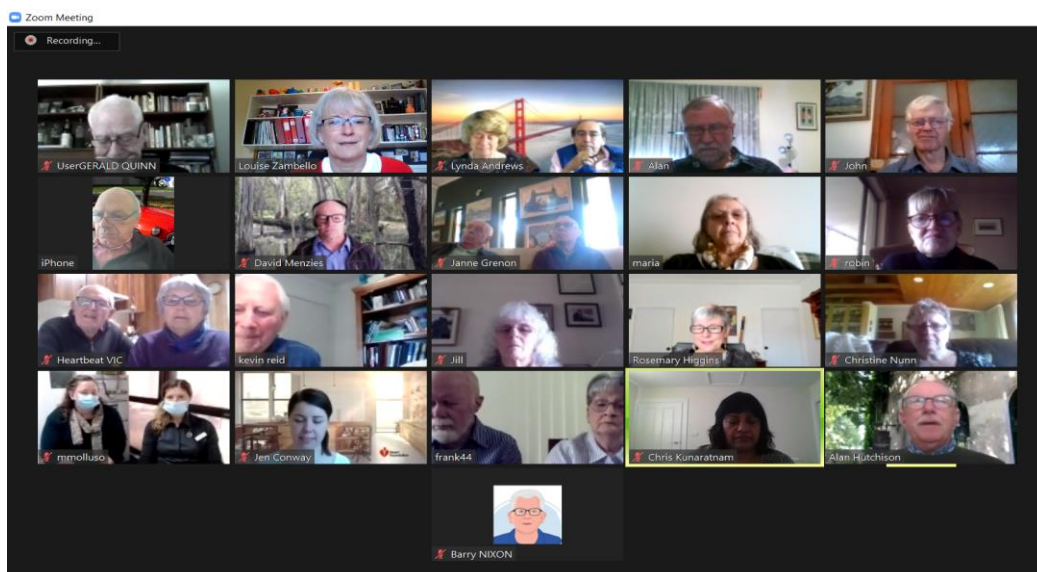 Zoom Meeting
Recording...
UserGERALD QUINN
Louise Zambello
Lynda Andrews
Alan
John
iPhone
David Menzies
Janne Grenon
maria
robin
Heartbeat VIC
kevin reid
Jill
Rosemary Higgins
Christine Nunn
mmolluso
Jen Conway
frank44
Chris Kunaratnam
Alan Hutchison
Barry NIXON